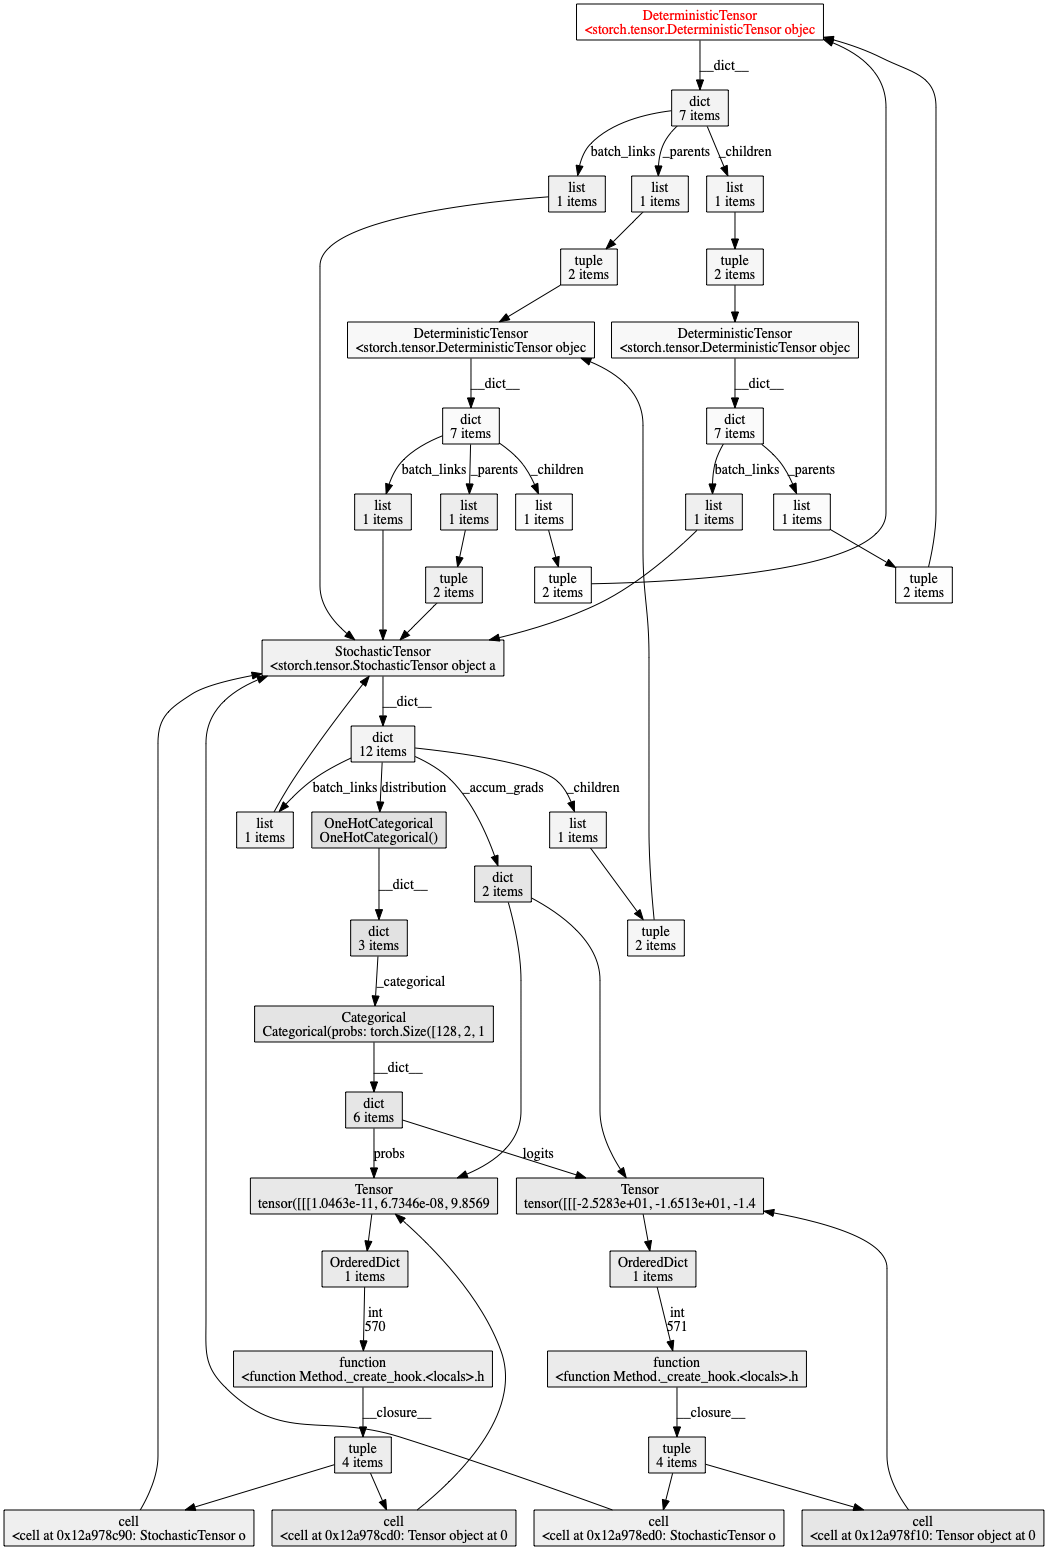 DeterministicTensor
<storch.tensor.DeterministicTensor objec
__dict__
dict
7 items
batch_links
_parents
_children
list
1 items
list
1 items
list
1 items
tuple
2 items
tuple
2 items
DeterministicTensor
<storch.tensor.DeterministicTensor objec
DeterministicTensor
<storch.tensor.DeterministicTensor objec
__dict__
__dict__
dict
7 items
dict
7 items
batch_links
_parents
_children
batch_links
_parents
list
1 items
list
1 items
list
1 items
list
1 items
list
1 items
tuple
2 items
tuple
2 items
tuple
2 items
StochasticTensor
<storch.tensor.StochasticTensor object a
__dict__
dict
12 items
batch_links
distribution
_accum_grads
_children
list
1 items
OneHotCategorical
OneHotCategorical()
list
1 items
dict
2 items
__dict__
dict
3 items
tuple
2 items
_categorical
Categorical
Categorical(probs: torch.Size([128, 2, 1
__dict__
dict
6 items
probs
logits
Tensor
tensor([[[[1.0463e-11, 6.7346e-08, 9.8569
Tensor
tensor([[[[-2.5283e+01, -1.6513e+01, -1.4
OrderedDict
1 items
OrderedDict
1 items
int
570
int
571
function
<function Method._create_hook.<locals>.h
function
<function Method._create_hook.<locals>.h
__closure__
__closure__
tuple
4 items
tuple
4 items
cell
<cell at 0x12a978c90: StochasticTensor o
cell
<cell at 0x12a978cd0: Tensor object at 0
cell
<cell at 0x12a978ed0: StochasticTensor o
cell
<cell at 0x12a978f10: Tensor object at 0